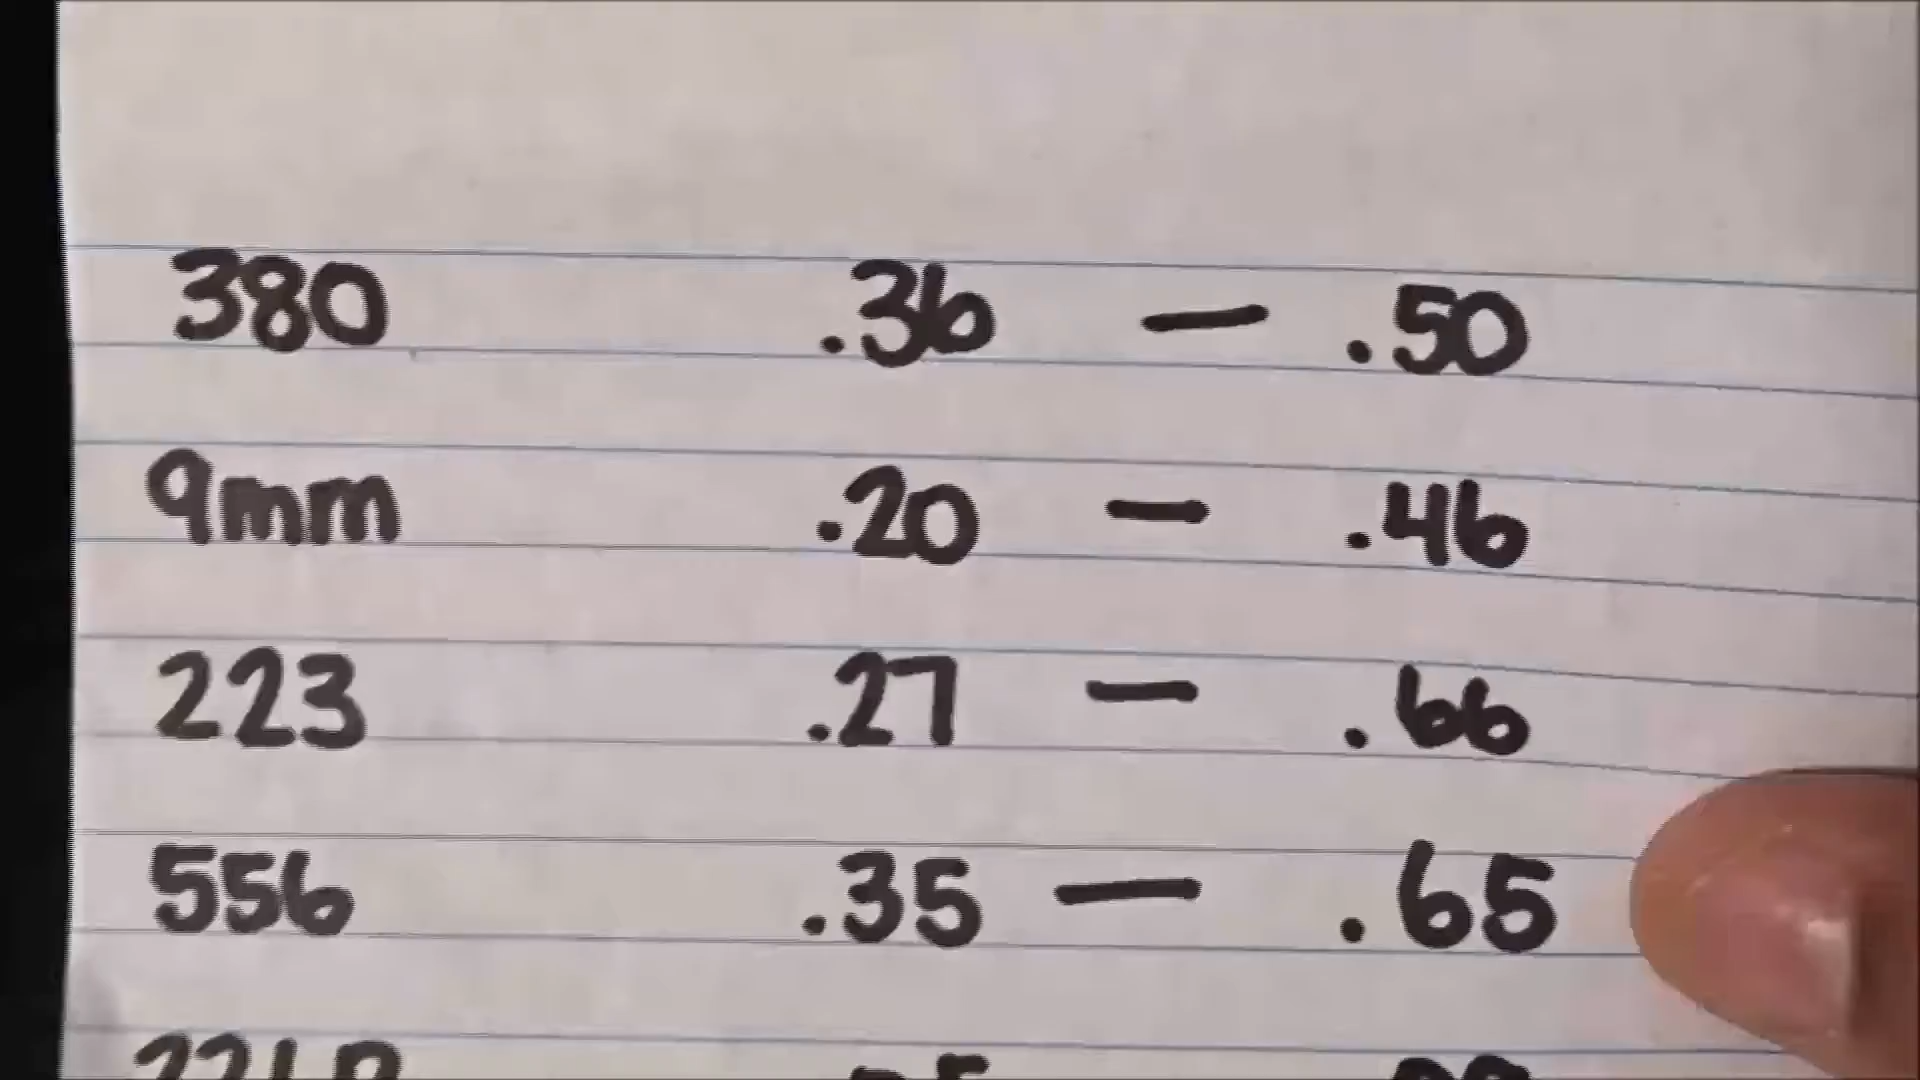 380 .36 - .50
9mm .20 - .46
223 .27 - .66
556 .35 - .65